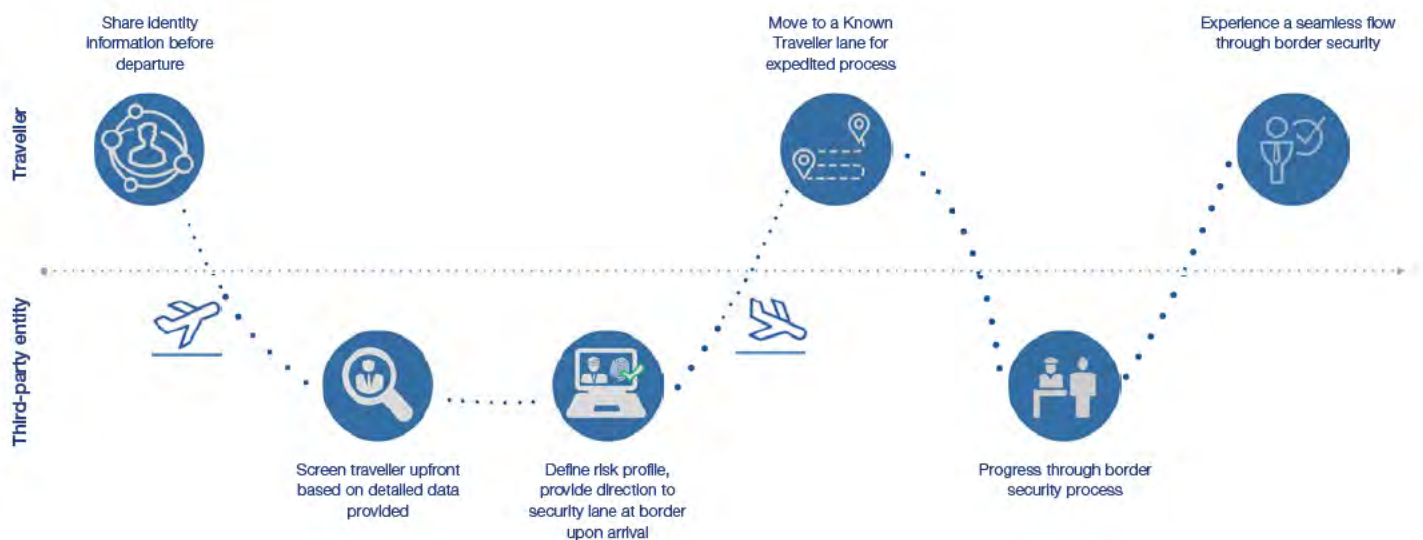 Share identity
information before
departure
Move to a Known
Traveller lane for
expedited process
Experience a seamless flow
through border security
Traveller
Third-party entity
Screen traveller upfront
based on detailed data
provided
Define risk profile,
provide direction to
security lane at border
upon arrival
Progress through border
security process